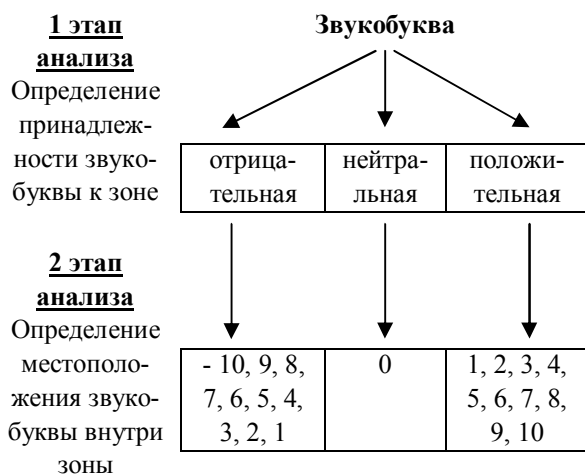 1 этап
анализа
Определение
принадлеж-
ности звуко-
буквы к зоне
Звукобуква
отрица-
тельная
нейтра-
льная
положи-
тельная
2 этап
анализа
Определение
местополо-
жения звуко-
буквы внутри
зоны
- 10, 9, 8,
7, 6, 5, 4,
3, 2, 1
0
1, 2, 3, 4,
5, 6, 7, 8,
9, 10